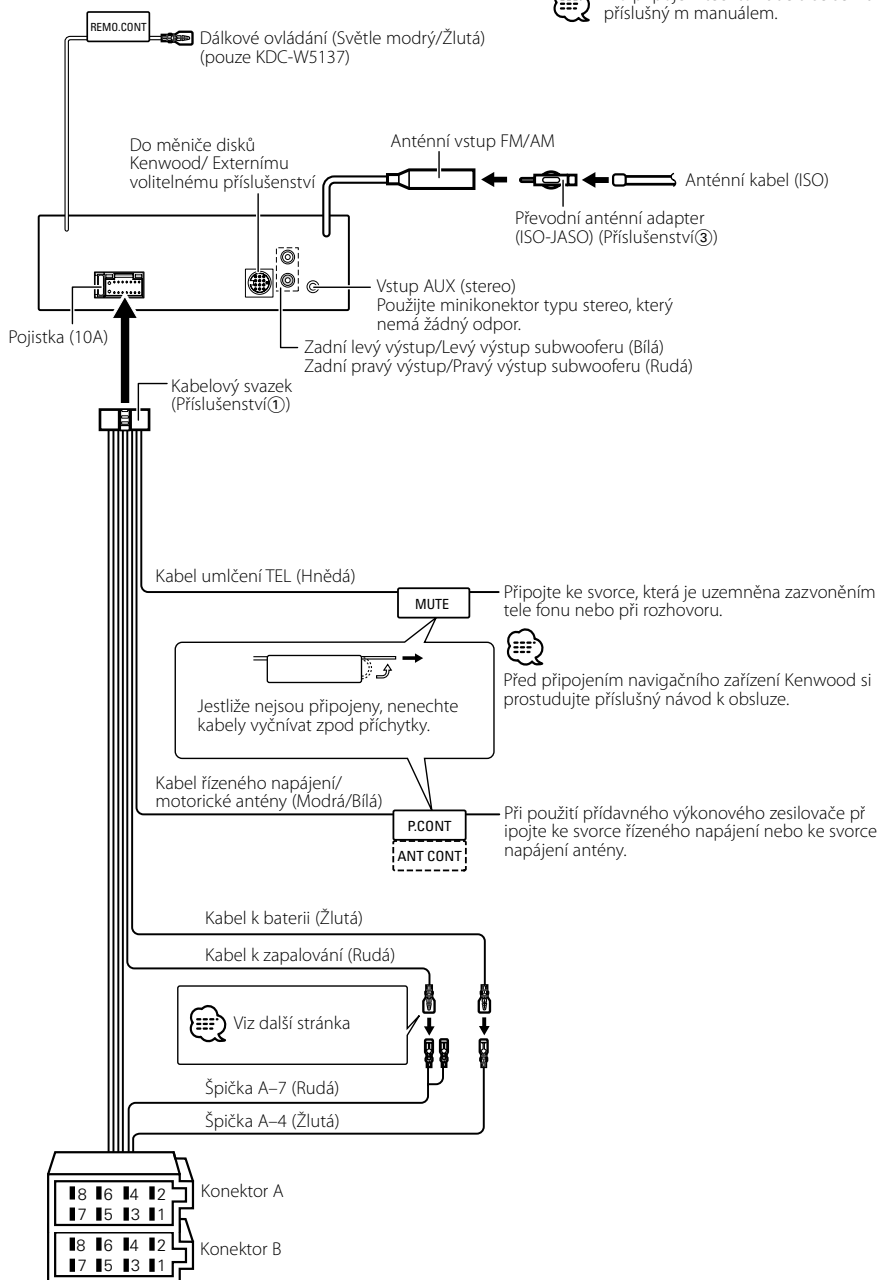 příslušný m manuálem.
REMO.CONT
Dálkové ovládání (Světle modrý/Žlutá)
(pouze KDC-W5137)
Do měniče disků
Kenwood/ Externímu
volitelnému příslušenství
Anténní vstup FM/AM
Anténní kabel (ISO)
Převodní anténní adapter
(ISO-JASO) (Příslušenství③)
Vstup AUX (stereo)
Použijte minikonektor typu stereo, který
nemá žádný odpor.
Pojistka (10A)
Zadní levý výstup/Levý výstup subwooferu (Bílá)
Zadní pravý výstup/Pravý výstup subwooferu (Rudá)
Kabelový svazek
(Příslušenství①)
Kabel umlčení TEL (Hnědá)
MUTE
Připojte ke svorce, která je uzemněna zazvoněním
tele fonu nebo při rozhovoru.
Před připojením navigačního zařízení Kenwood si
prostudujte příslušný návod k obsluze.
Jestliže nejsou připojeny, nenechte
kabely vyčnívat zpod příchytky.
Kabel řízeného napájení/
motorické antény (Modrá/Bílá)
P.CONT
ANT CONT
Při použití přídavného výkonového zesilovače př
ipojte ke svorce řízeného napájení nebo ke svorce
napájení antény.
Kabel k baterii (Žlutá)
Kabel k zapalování (Rudá)
Viz další stránka
Špička A–7 (Rudá)
Špička A–4 (Žlutá)
8 6 4 2
7 5 3 1
Konektor A
8 6 4 2
7 5 3 1
Konektor B